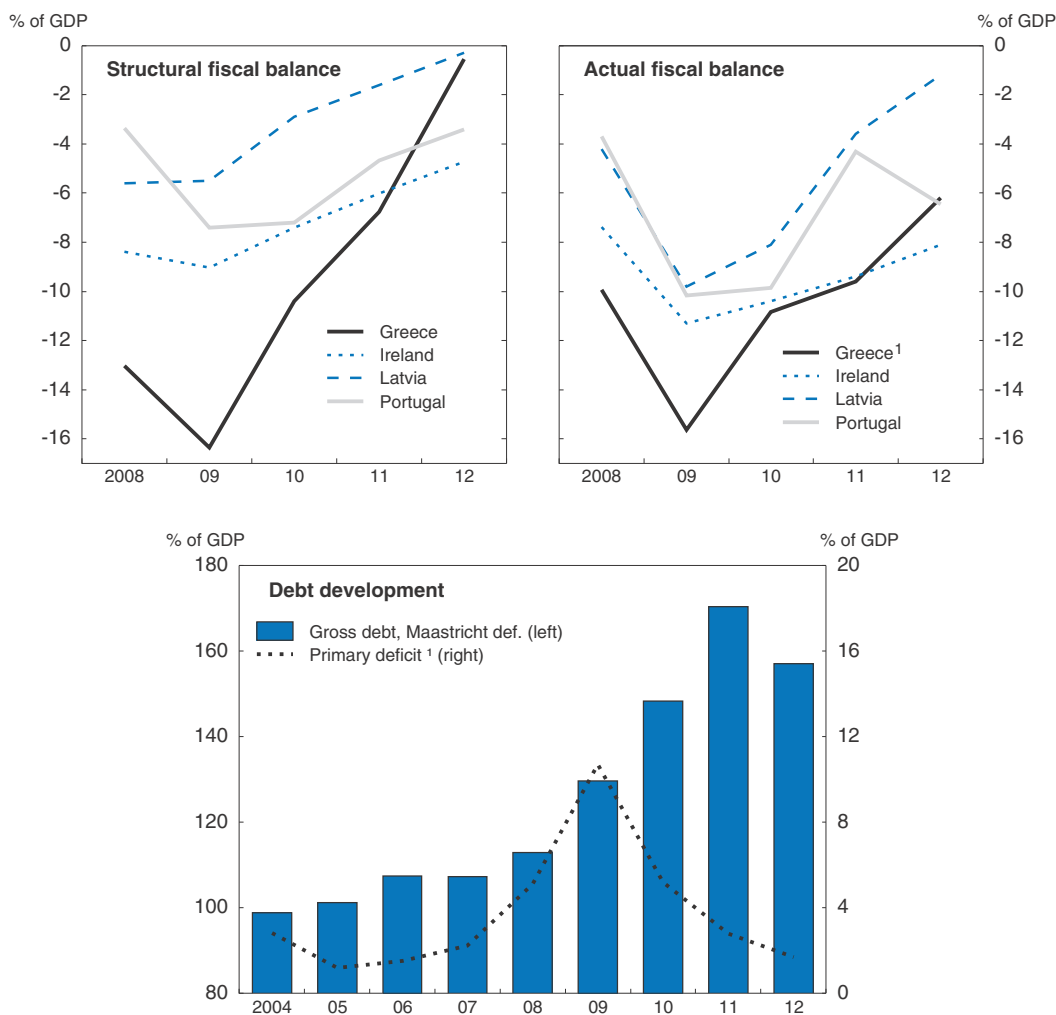 % of GDP
% of GDP
0
-2
-4
-6
-8
-10
-12
-14
-16
Structural fiscal balance
Greece
Ireland
Latvia
Portugal
2008 09 10 11 12
Actual fiscal balance
Greece¹
Ireland
Latvia
Portugal
0
-2
-4
-6
-8
-10
-12
-14
-16
2008 09 10 11 12
% of GDP
% of GDP
180
160
140
120
100
80
Debt development
Gross debt, Maastricht def. (left)
Primary deficit ¹ (right)
20
16
12
8
4
0
2004 05 06 07 08 09 10 11 12